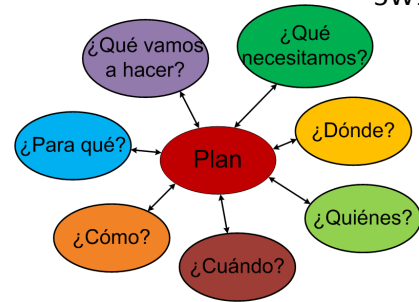 ¿Qué vamos
a hacer?
¿Qué
necesitamos?
¿Para qué?
Plan
¿Dónde?
¿Cómo?
¿Cuándo?
¿Quiénes?